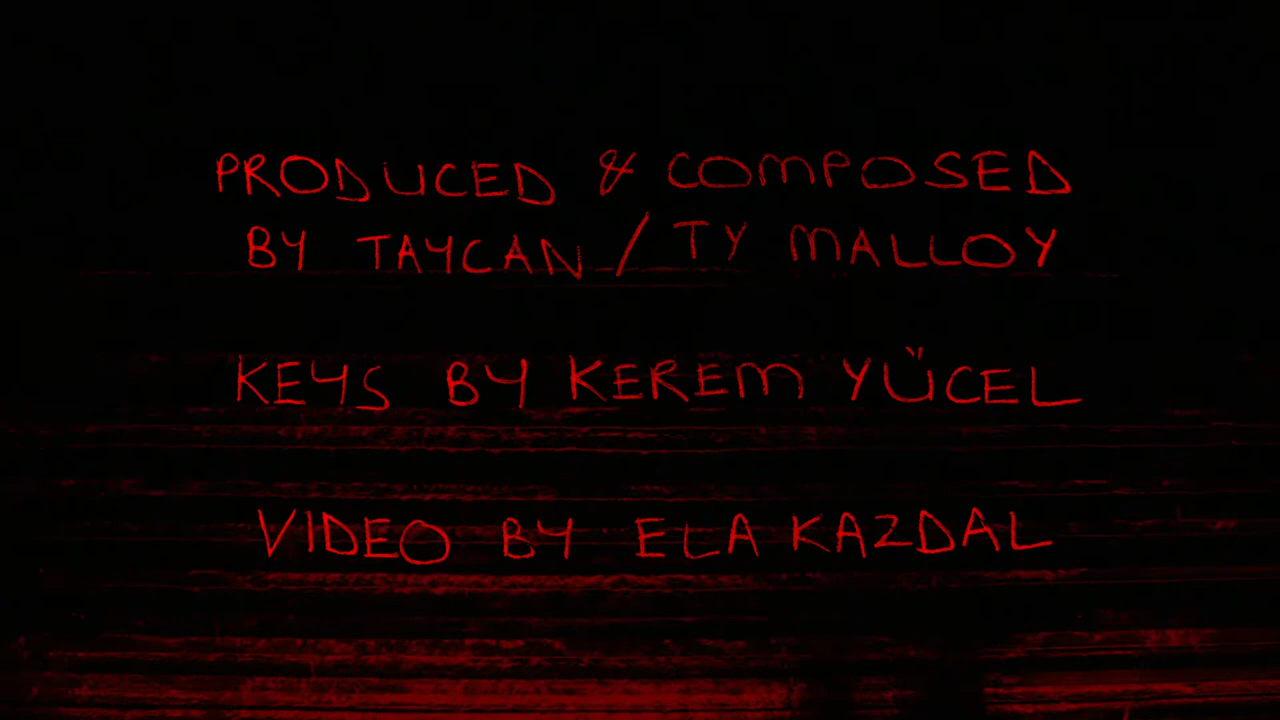 PRODUCED & COMPOSED
BY TAYCAN / TY MALLOY
KEYS BY KEREM YÜCEL
VIDEO BY ELA KAZDAL